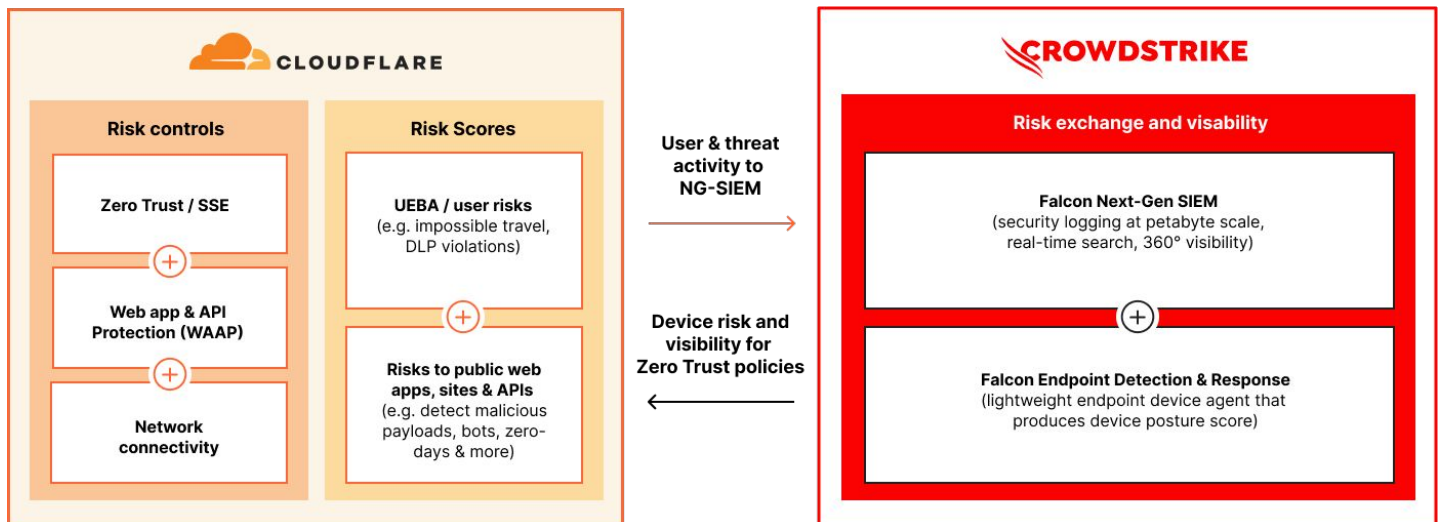 CLOUDFLARE
Risk controls
Zero Trust / SSE
Web app & API
Protection (WAAP)
Network
connectivity
Risk Scores
UEBA / user risks
(e.g. impossible travel,
DLP violations)
Risks to public web
apps, sites & APIs
(e.g. detect malicious
payloads, bots, zero-
days & more)
User & threat
activity to
NG-SIEM
Device risk and
visibility for
Zero Trust policies
CROWDSTRIKE
Risk exchange and visability
Falcon Next-Gen SIEM
(security logging at petabyte scale,
real-time search, 360° visibility)
Falcon Endpoint Detection & Response
(lightweight endpoint device agent that
produces device posture score)